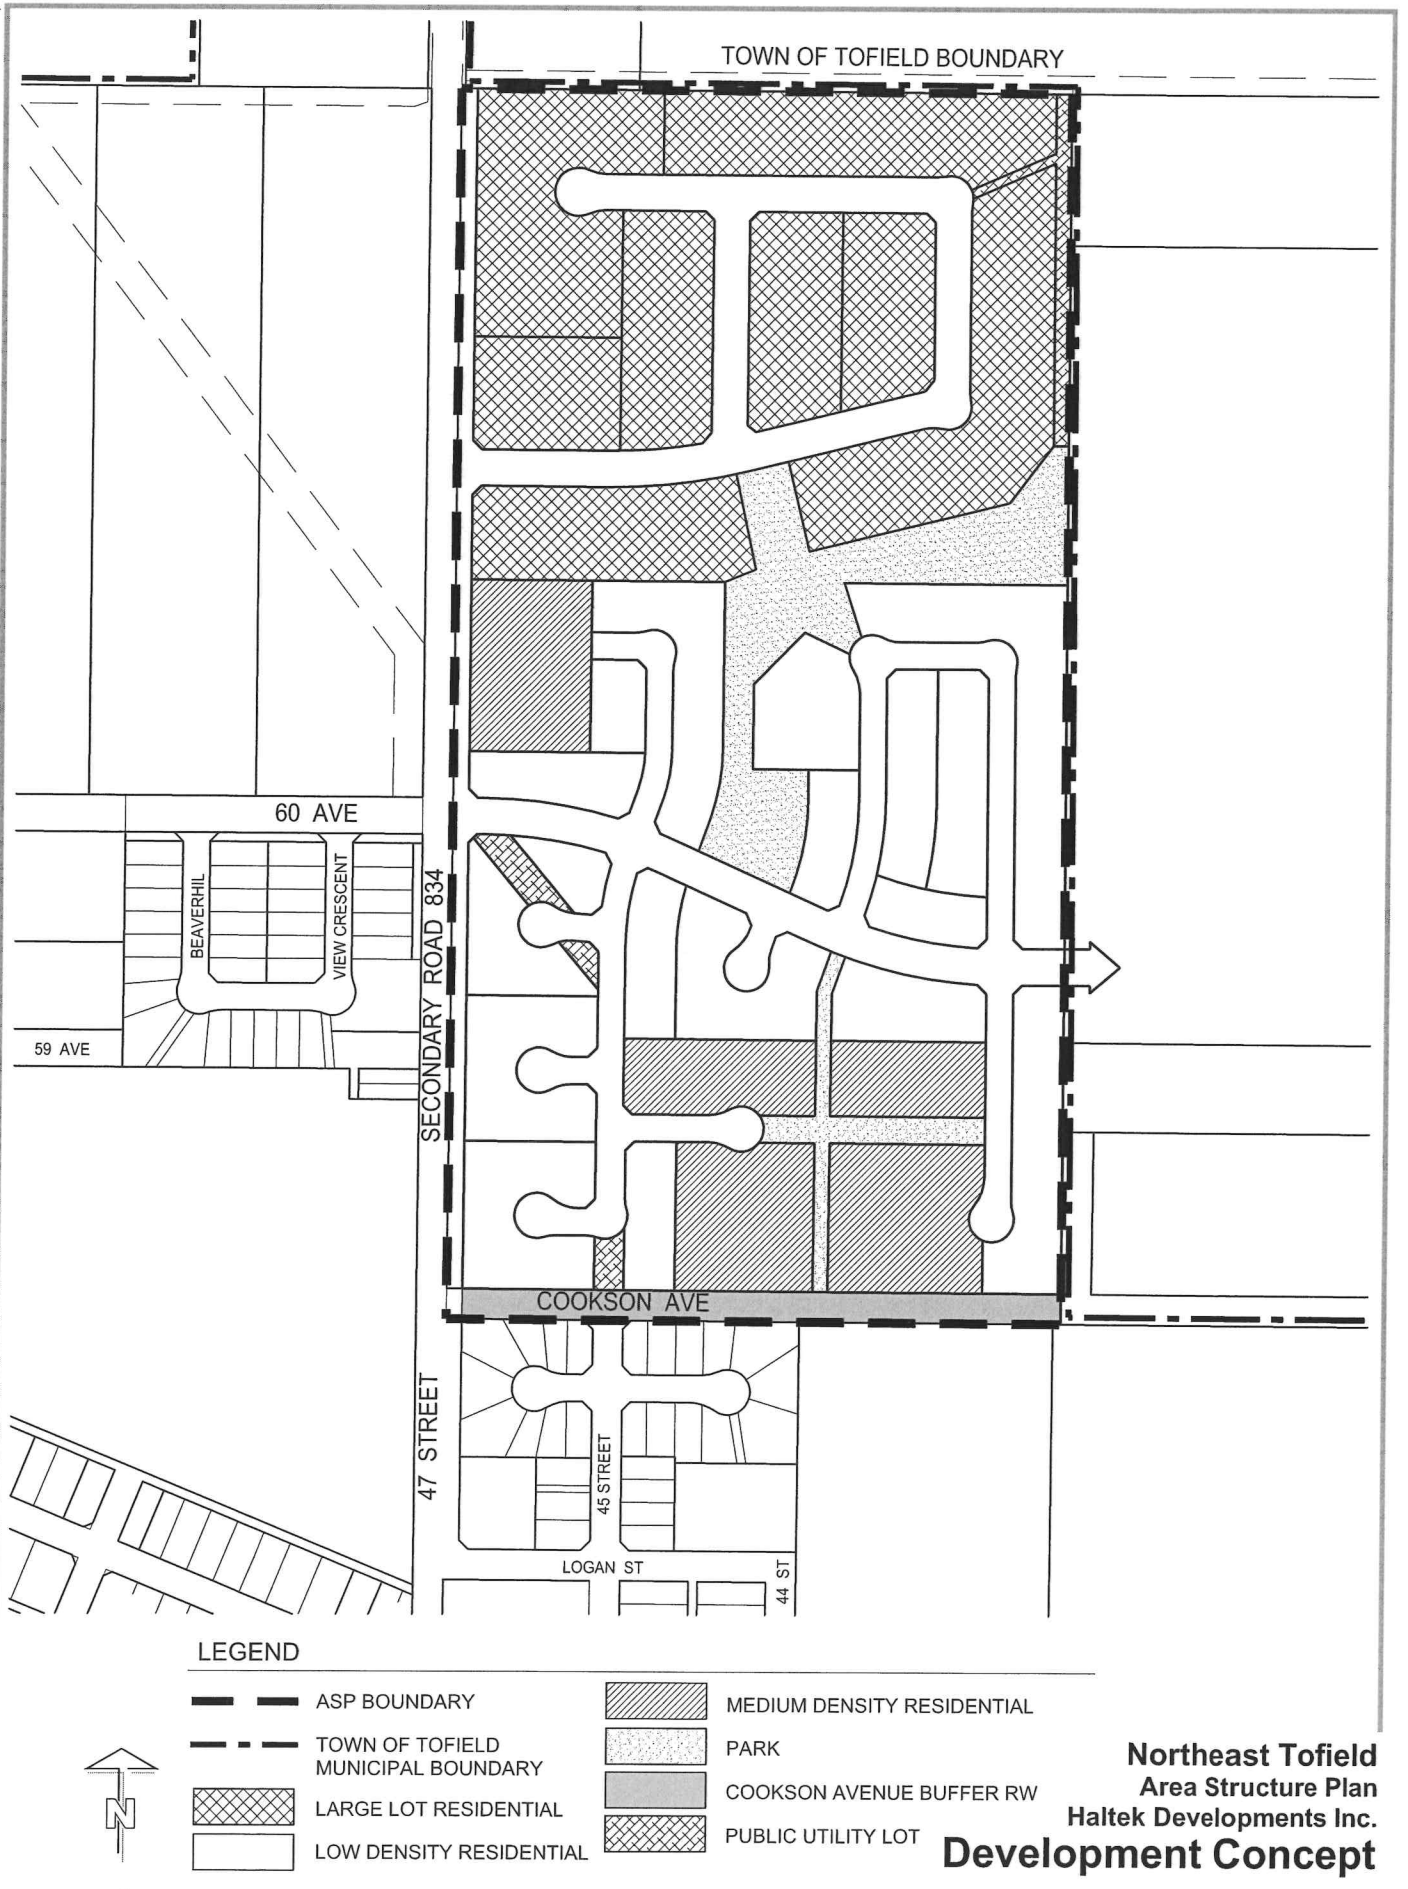 TOWN OF TOFIELD BOUNDARY
60 AVE
BEAVERHIL
VIEW CRESCENT
SECONDARY ROAD 834
59 AVE
COOKSON AVE
47 STREET
45 STREET
LOGAN ST
44 ST
LEGEND
ASP BOUNDARY
TOWN OF TOFIELD
MUNICIPAL BOUNDARY
LARGE LOT RESIDENTIAL
LOW DENSITY RESIDENTIAL
MEDIUM DENSITY RESIDENTIAL
PARK
COOKSON AVENUE BUFFER RW
PUBLIC UTILITY LOT
N
Northeast Tofield
Area Structure Plan
Haltek Developments Inc.
Development Concept